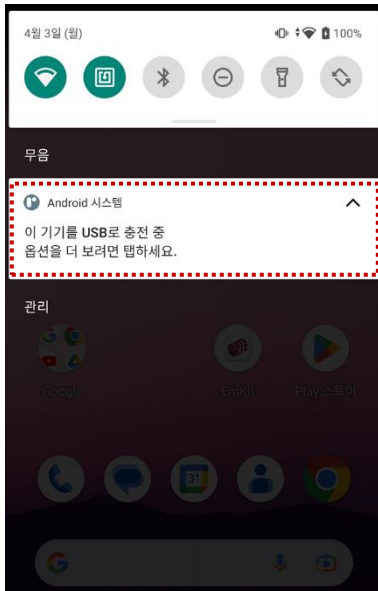 4월 3일 (월)
100%
무음
Android 시스템
이 기기를 USB로 충전 중
옵션을 더 보려면 탭하세요.
관리
Google
EmKit
Play 스토어
31
G